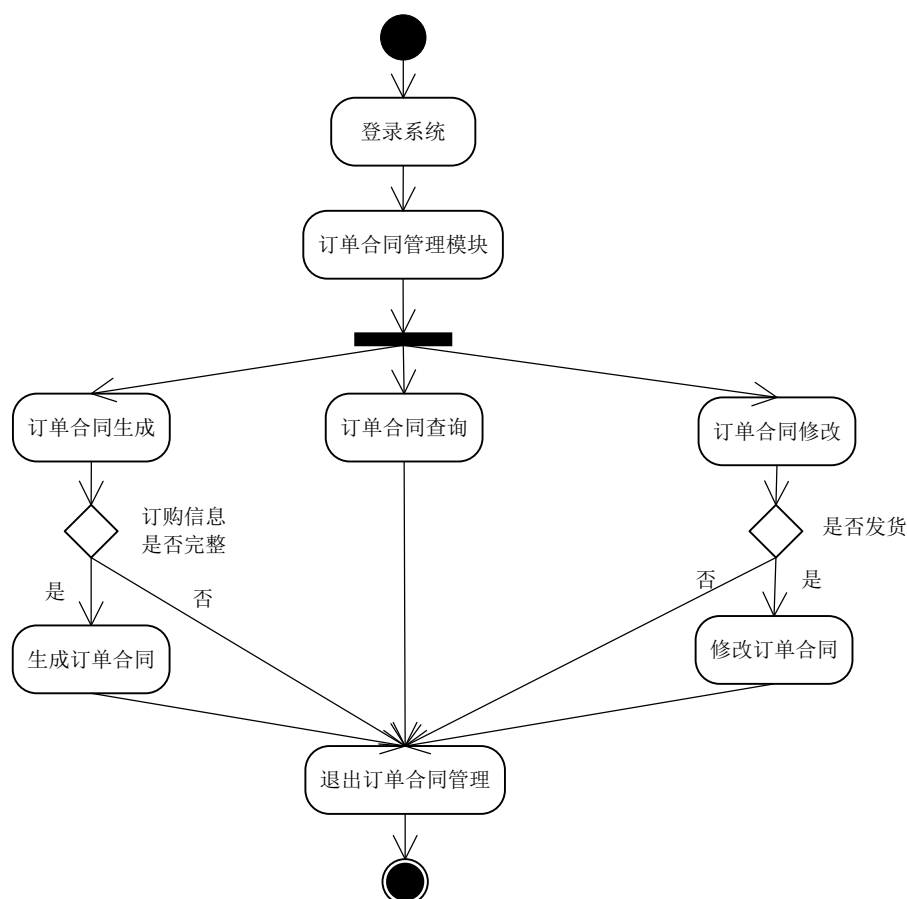 登录系统
订单合同管理模块
订单合同生成
订单合同查询
订单合同修改
订购信息
是否完整
是否发货
是
否
否
是
生成订单合同
修改订单合同
退出订单合同管理